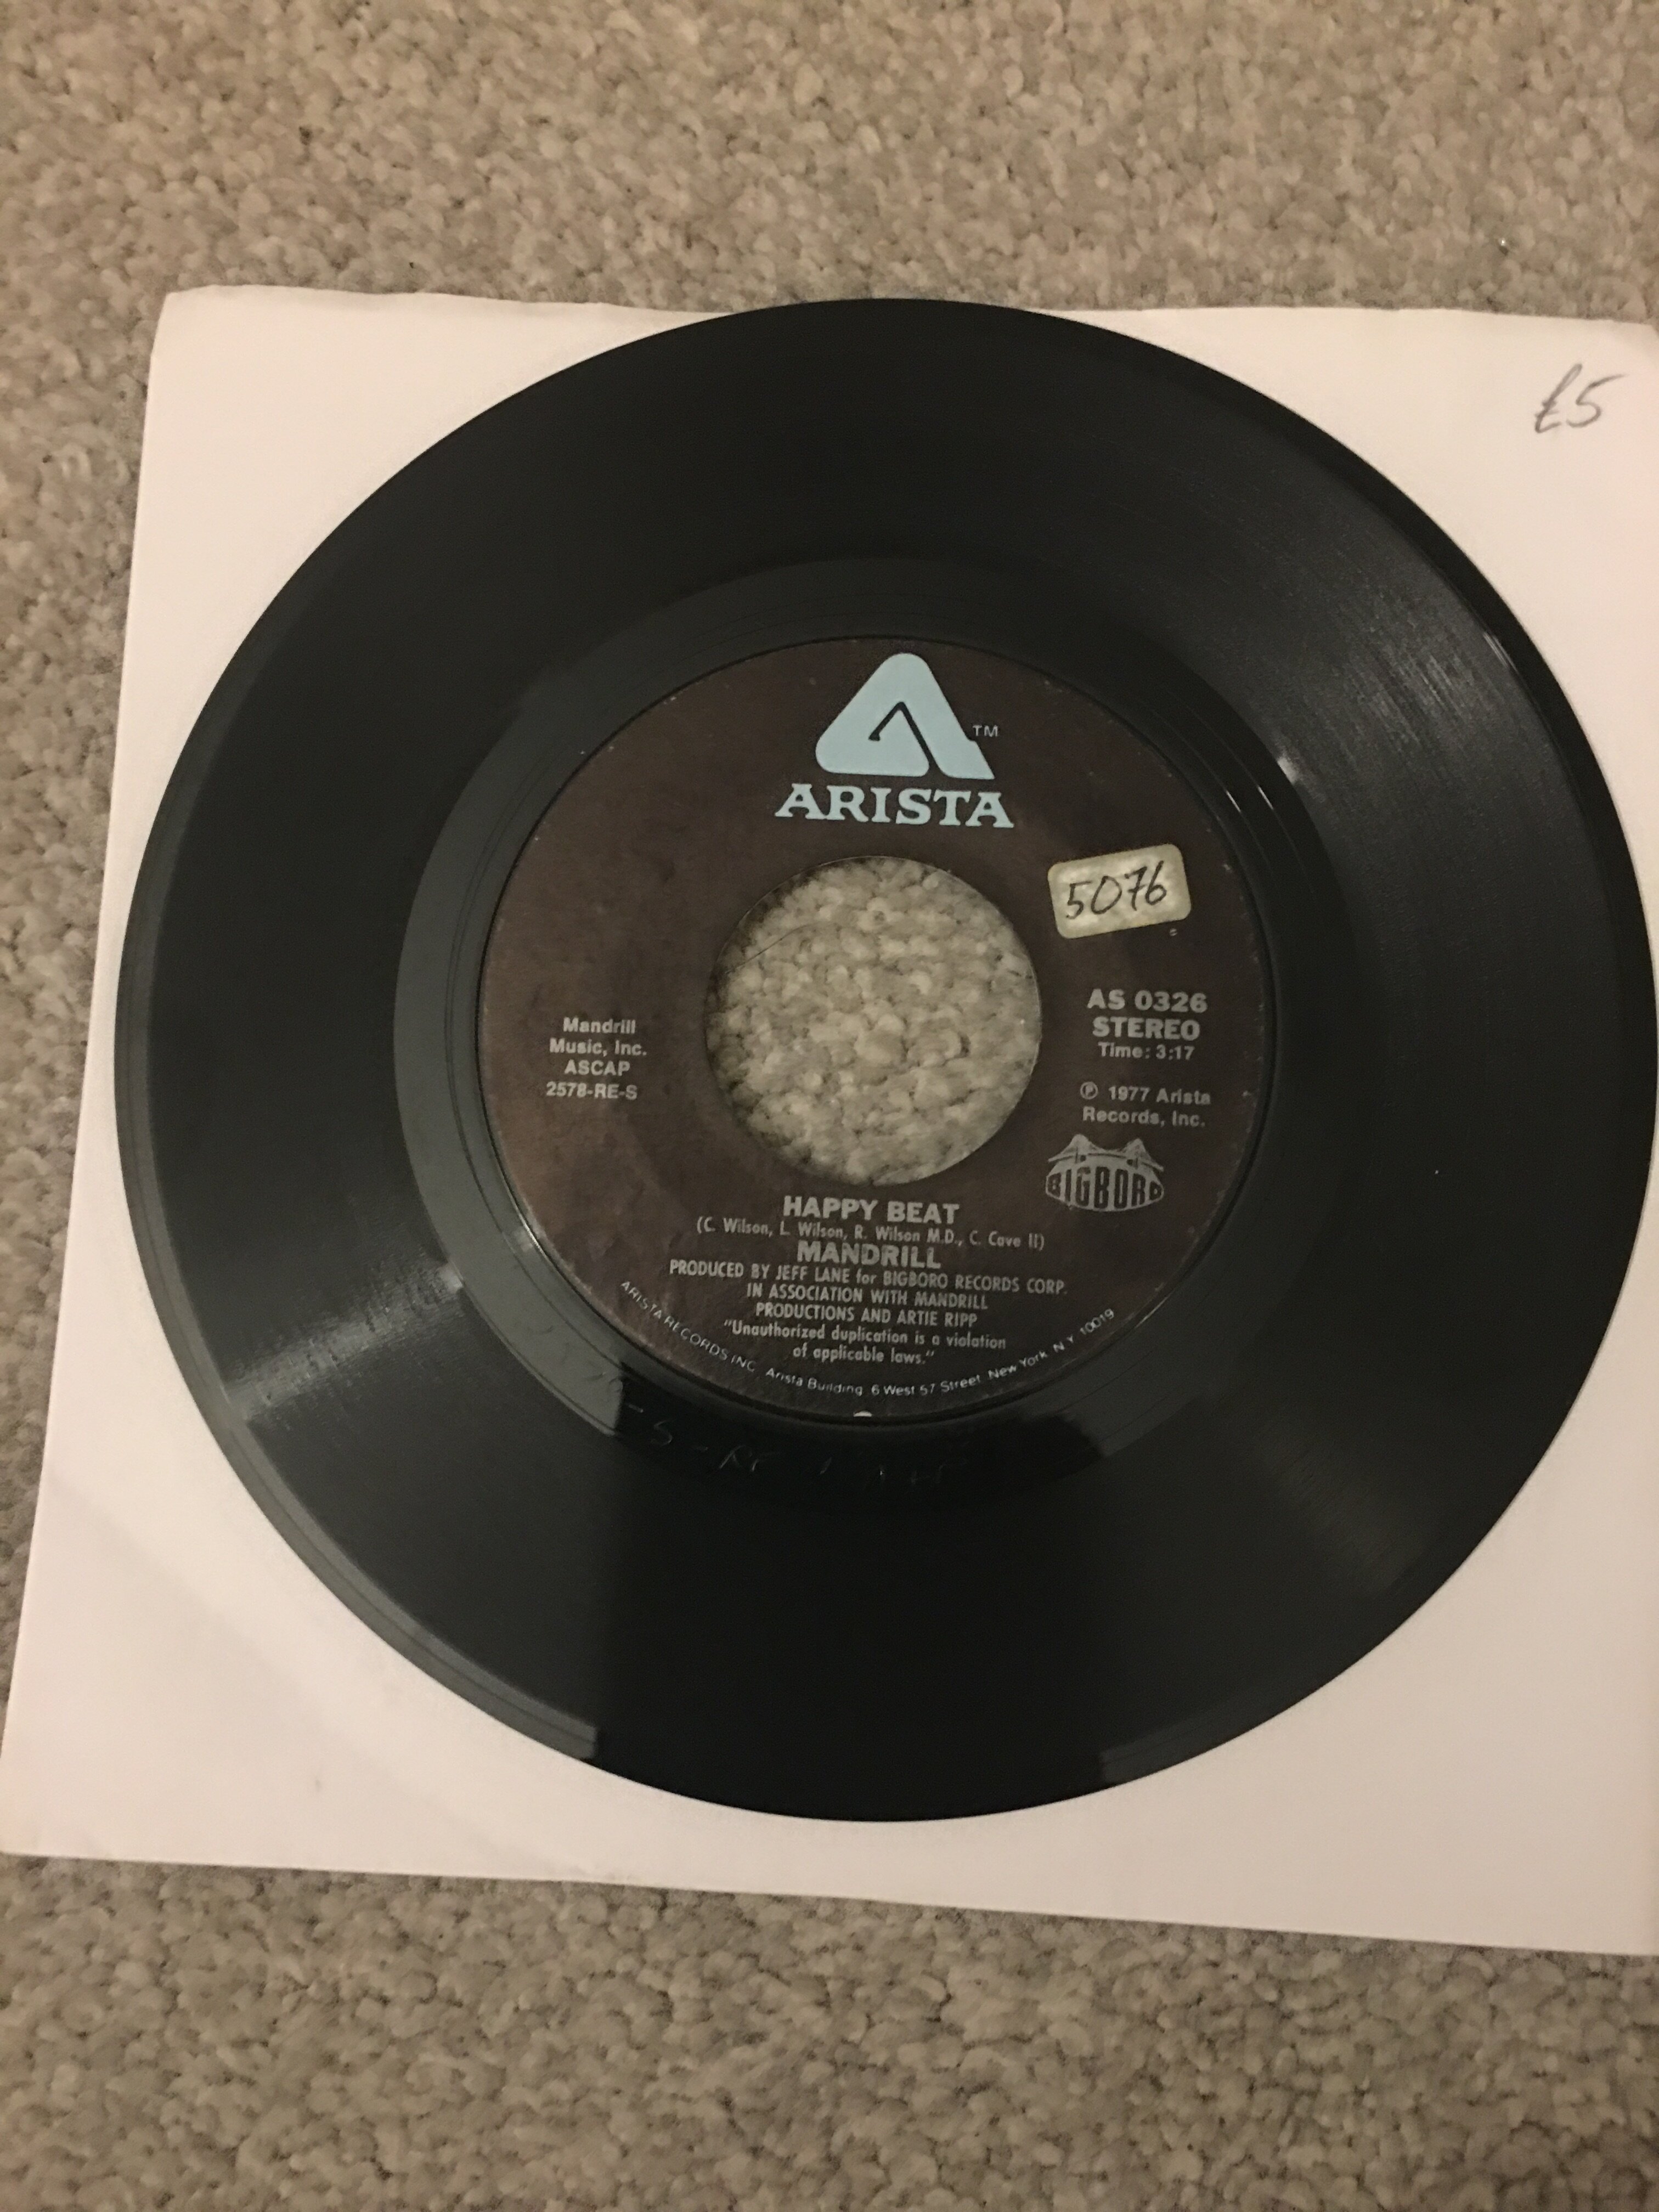 £5
TM
ARISTA
5076
AS 0326
STEREO
Time: 3:17
℗ 1977 Arista
Records, Inc.
BIGBORO
Mandrill
Music, Inc.
ASCAP
2578-RE-S
HAPPY BEAT
(C. Wilson, L. Wilson, R. Wilson M.D., C. Cave II)
MANDRILL
PRODUCED BY JEFF LANE for BIGBORO RECORDS CORP.
IN ASSOCIATION WITH MANDRILL
PRODUCTIONS AND ARTIE RIPP
"Unauthorized duplication is a violation
of applicable laws."
ARISTA RECORDS INC. Arista Building 6 West 57 Street New York N.Y. 10019